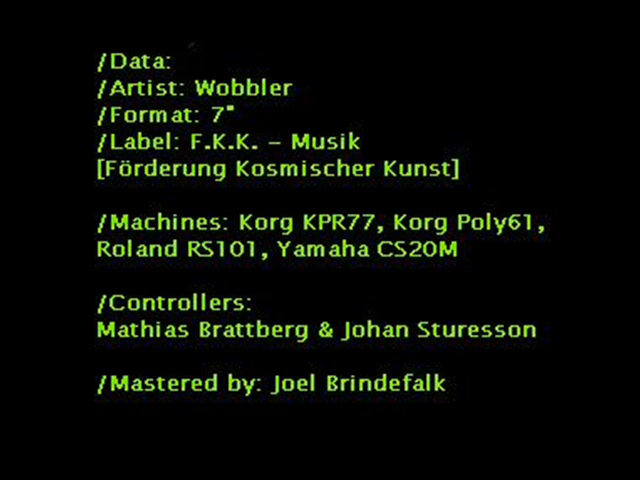 /Data:
/Artist: Wobbler
/Format: 7"
/Label: F.K.K. – Musik
[Förderung Kosmischer Kunst]
/Machines: Korg KPR77, Korg Poly61,
Roland RS101, Yamaha CS20M
/Controllers:
Mathias Brattberg & Johan Sturesson
/Mastered by: Joel Brindefalk